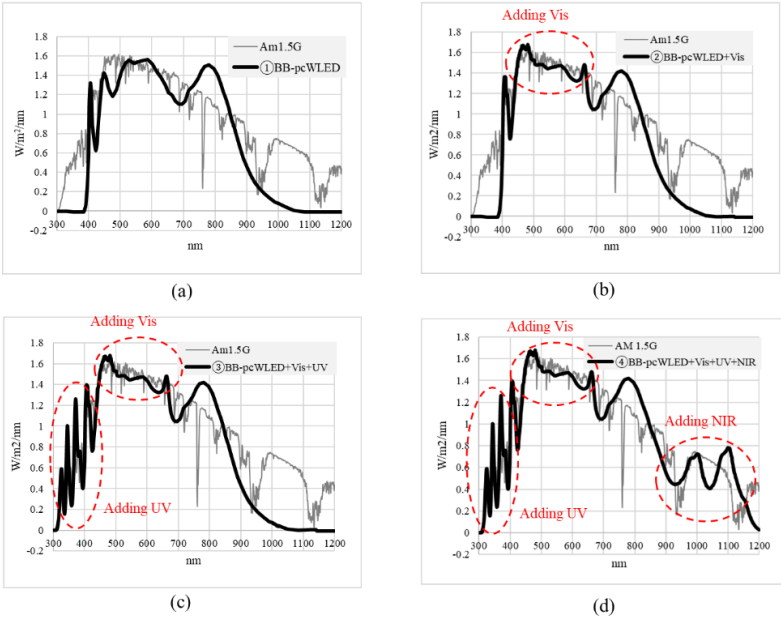 (a)
1.8
1.6
1.4
1.2
1
1.8
1.6
0.4
0.2
0
-0.2
W/m²/nm
Am1.5G
①BB-pcWLED
300 400 500 600 700 800 900 1000 1100 1200
nm
Adding Vis
1.8
1.6
1.4
1.2
1
0.8
1.6
0.4
0.2
0
-0.2
W/m2/nm
Am1.5G
②BB-pcWLED+Vis
300 400 500 600 700 800 900 1000 1100 1200
nm
(b)
Adding Vis
1.8
1.6
1.4
1.2
1
0.8
0.6
0.4
0.2
0
-0.2
W/m2/nm
Am1.5G
③BB-pcWLED+Vis+UV
Adding UV
300 400 500 600 700 800 900 1000 1100 1200
nm
(c)
Adding Vis
1.8
1.6
1.4
1.2
1
0.8
0.6
0.4
0.2
0
-0.2
W/m2/nm
AM 1.5G
④BB-pcWLED+Vis+UV+NIR
Adding NIR
Adding UV
300 400 500 600 700 800 900 1000 1100 1200
nm
(d)